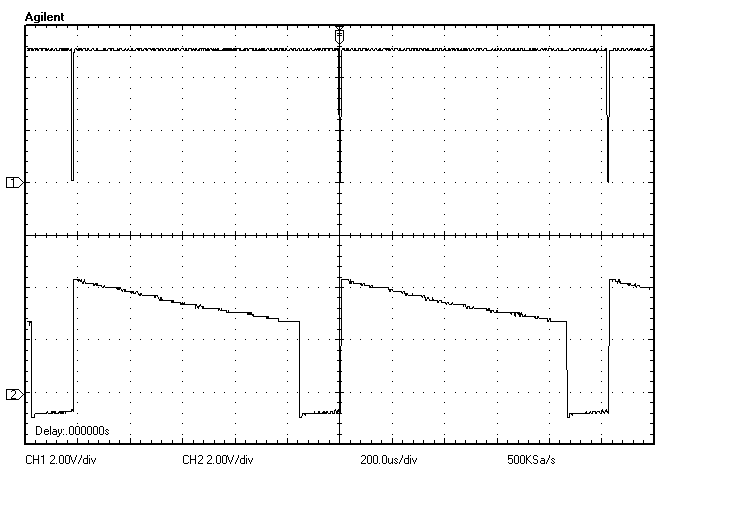 Agilent
1
2
Delay:.000000s
CH1 2.00V/div CH2 2.00V/div 200.0us/div 500KSa/s